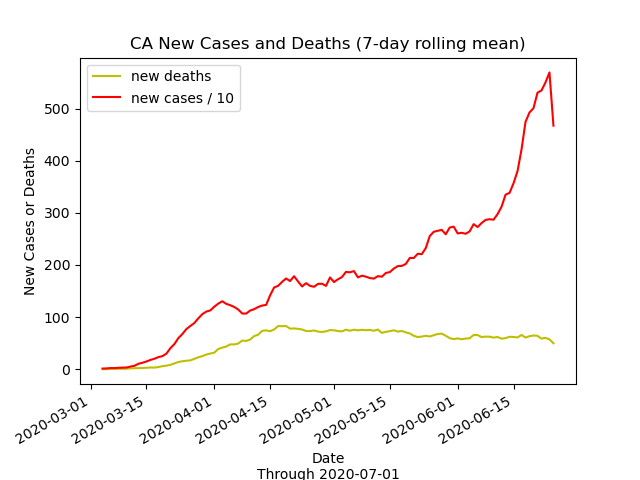 CA New Cases and Deaths (7-day rolling mean)
new deaths
new cases / 10
New Cases or Deaths
500
400
300
200
100
0
2020-03-01
2020-03-15
2020-04-01
2020-04-15
2020-05-01
2020-05-15
2020-06-01
2020-06-15
Date
Through 2020-07-01